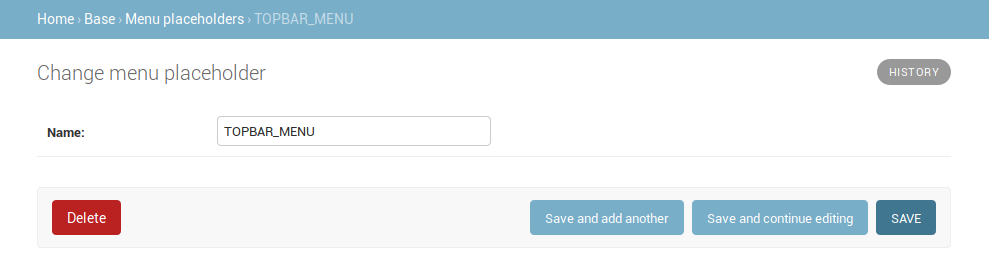 Home › Base › Menu placeholders › TOPBAR_MENU
Change menu placeholder
HISTORY
Name:
TOPBAR_MENU
Delete
Save and add another
Save and continue editing
SAVE